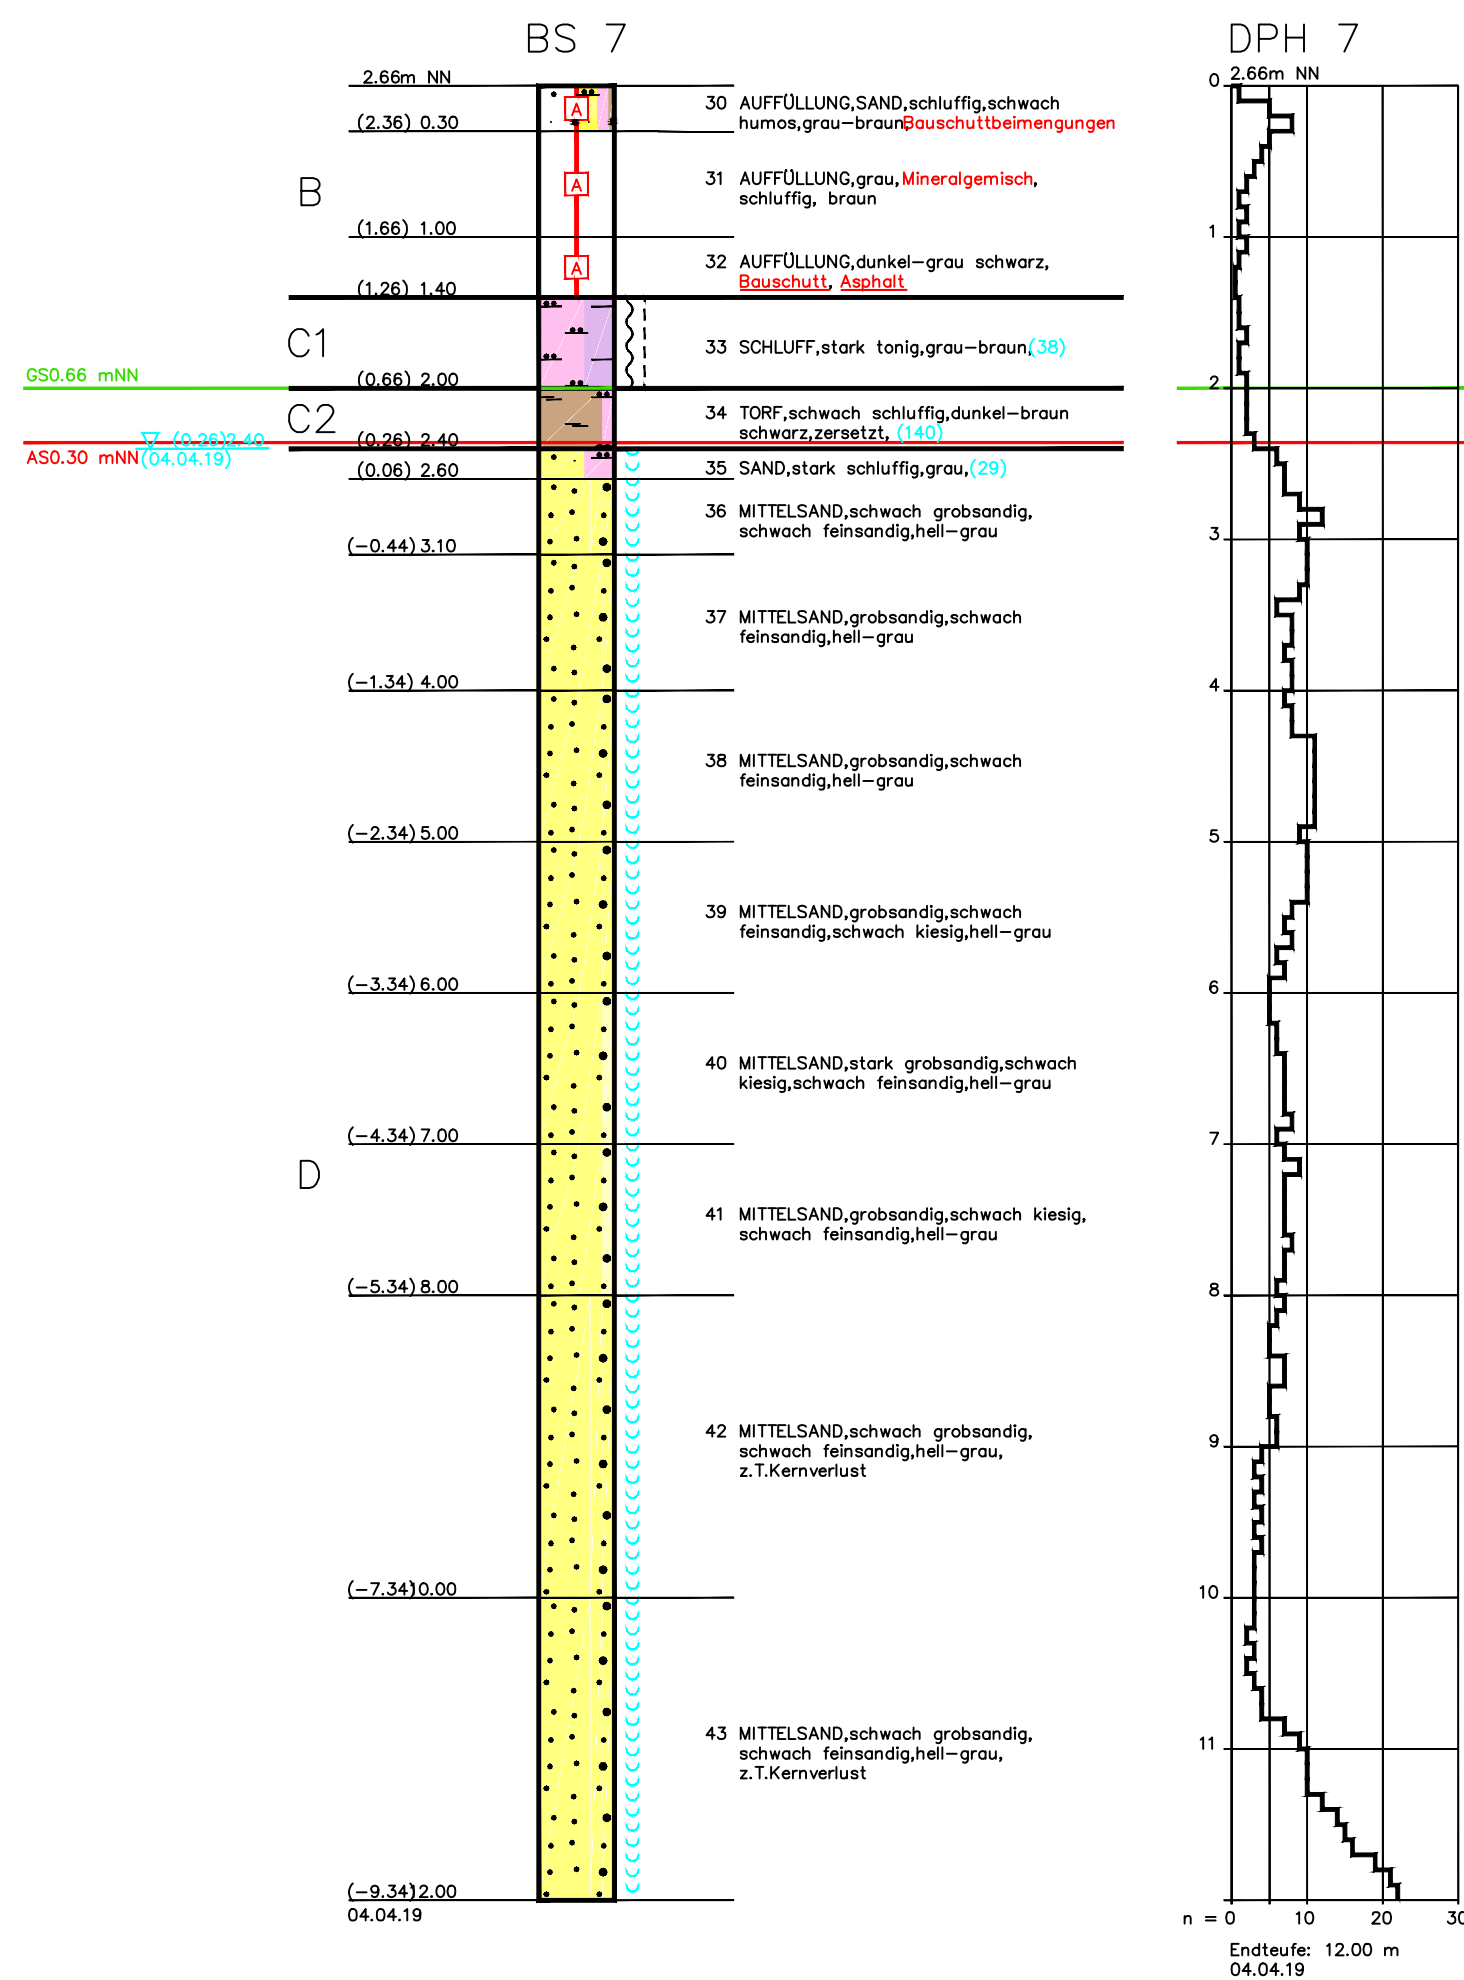 BS 7
DPH 7
2.66m NN
0 2.66m NN
30 AUFFÜLLUNG,SAND,schluffig,schwach
humos,grau-braun,Bauschuttbeimengungen
(2.36) 0.30
B
31 AUFFÜLLUNG,grau,Mineralgemisch,
schluffig, braun
(1.66) 1.00
1
32 AUFFÜLLUNG,dunkel-grau schwarz,
Bauschutt, Asphalt
(1.26) 1.40
A
A
A
C1
33 SCHLUFF,stark tonig,grau-braun,(38)
GS0.66 mNN
(0.66) 2.00
2
C2
34 TORF,schwach schluffig,dunkel-braun
schwarz,zersetzt, (140)
(0.26)2.40
(0.26) 2.40
AS0.30 mNN
(04.04.19)
(0.06) 2.60
35 SAND,stark schluffig,grau,(29)
36 MITTELSAND,schwach grobsandig,
schwach feinsandig,hell-grau
(-0.44) 3.10
3
37 MITTELSAND,grobsandig,schwach
feinsandig,hell-grau
(-1.34) 4.00
4
38 MITTELSAND,grobsandig,schwach
feinsandig,hell-grau
(-2.34) 5.00
5
39 MITTELSAND,grobsandig,schwach
feinsandig,schwach kiesig,hell-grau
(-3.34) 6.00
6
40 MITTELSAND,stark grobsandig,schwach
kiesig,schwach feinsandig,hell-grau
(-4.34) 7.00
7
D
41 MITTELSAND,grobsandig,schwach kiesig,
schwach feinsandig,hell-grau
(-5.34) 8.00
8
42 MITTELSAND,schwach grobsandig,
schwach feinsandig,hell-grau,
z.T.Kernverlust
9
(-7.34)10.00
10
43 MITTELSAND,schwach grobsandig,
schwach feinsandig,hell-grau,
z.T.Kernverlust
11
(-9.34)12.00
04.04.19
n = 0 10 20 30
Endteufe: 12.00 m
04.04.19